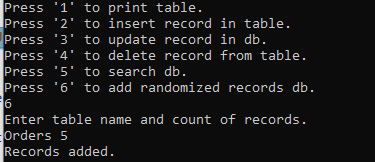 Press '1' to print table.
Press '2' to insert record in table.
Press '3' to update record in db.
Press '4' to delete record from table.
Press '5' to search db.
Press '6' to add randomized records db.
6
Enter table name and count of records.
Orders 5
Records added.